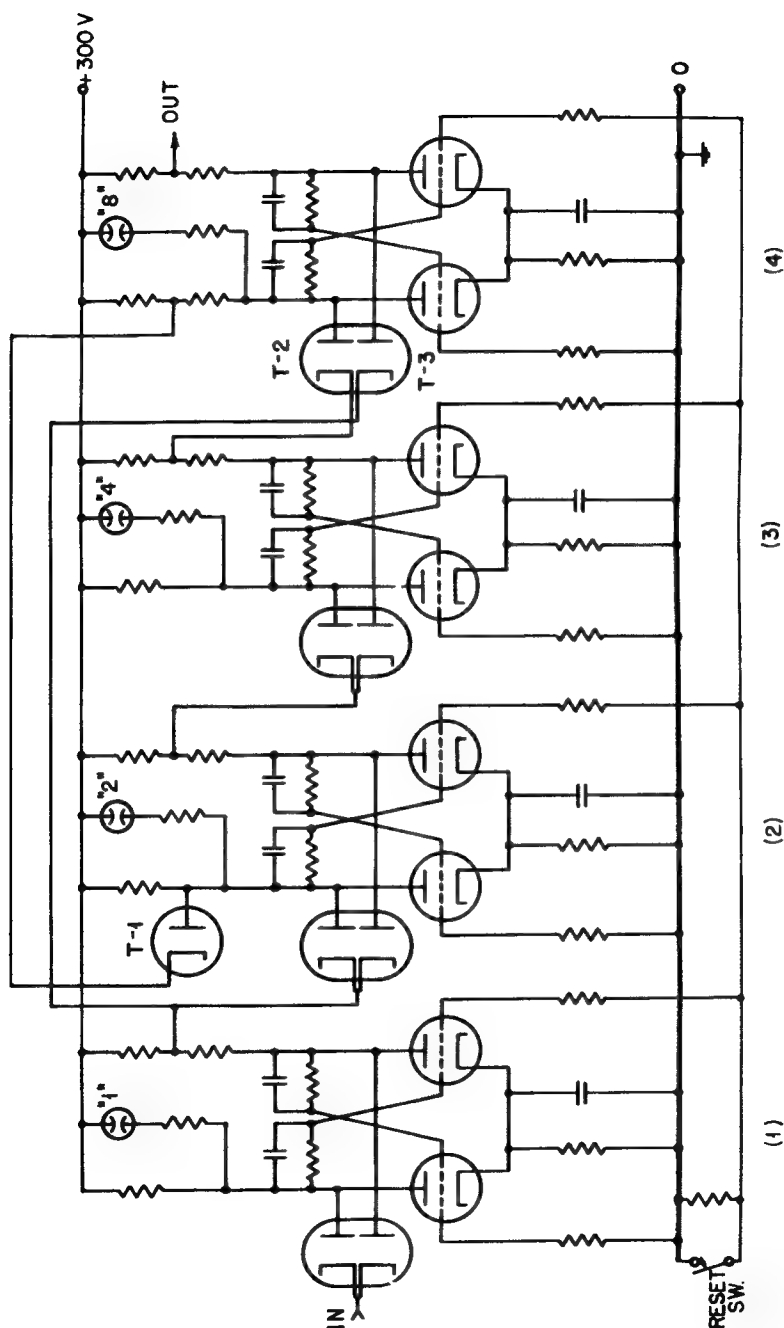 +300 V
OUT
"8"
"4"
"2"
"1"
T-1
T-2
T-3
IN
0
RESET
SW.
(1)
(2)
(3)
(4)